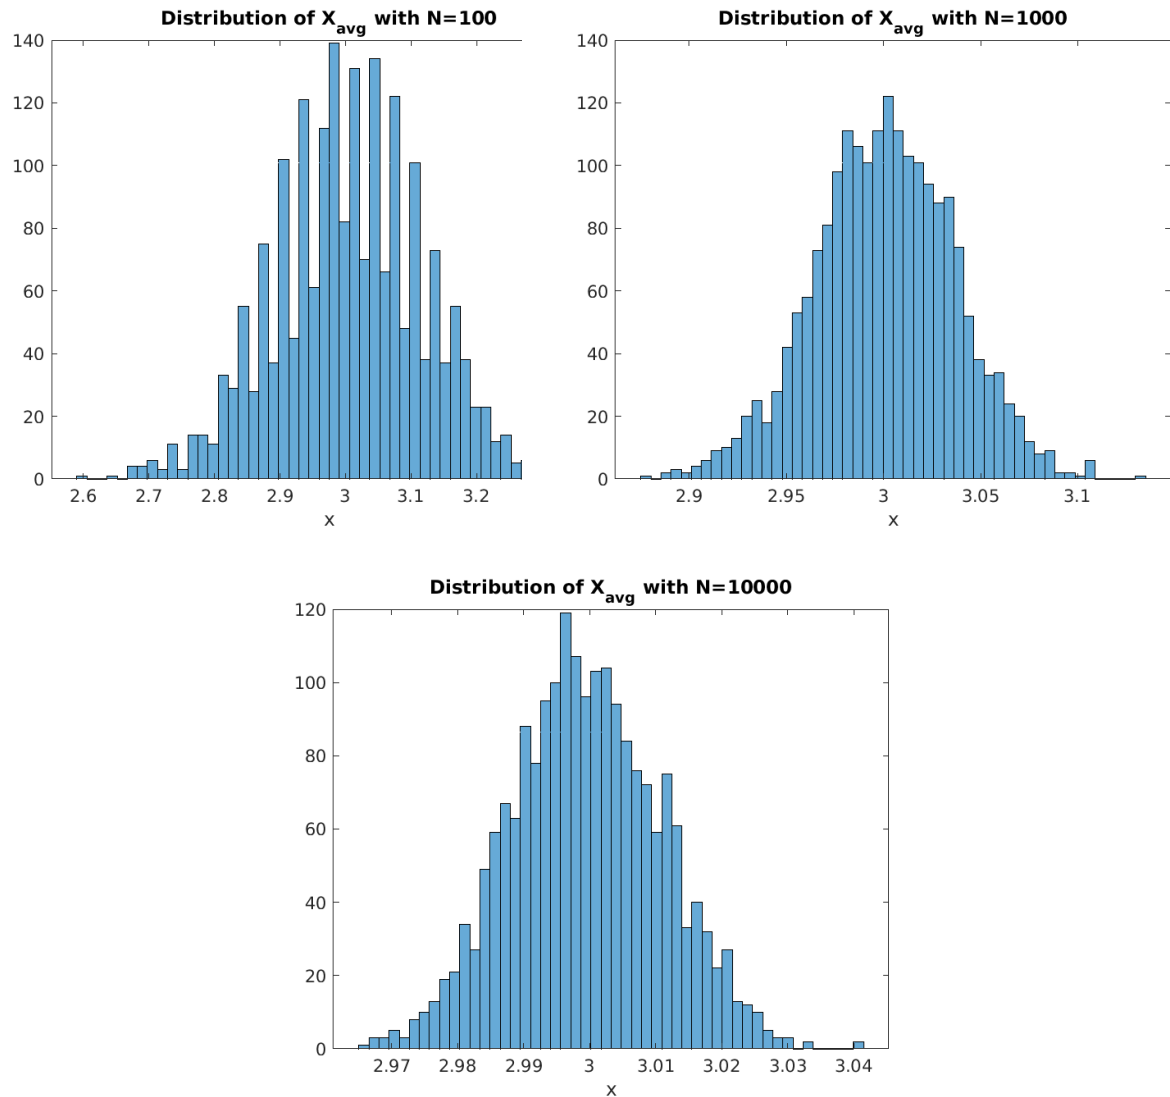 Distribution of Xavg with N=100
140
120
100
80
60
40
20
0
2.6 2.7 2.8 2.9 3 3.1 3.2
x
Distribution of Xavg with N=1000
140
120
100
80
60
40
20
0
2.9 2.95 3 3.05 3.1
x
Distribution of Xavg with N=10000
120
100
80
60
40
20
0
2.97 2.98 2.99 3 3.01 3.02 3.03 3.04
x